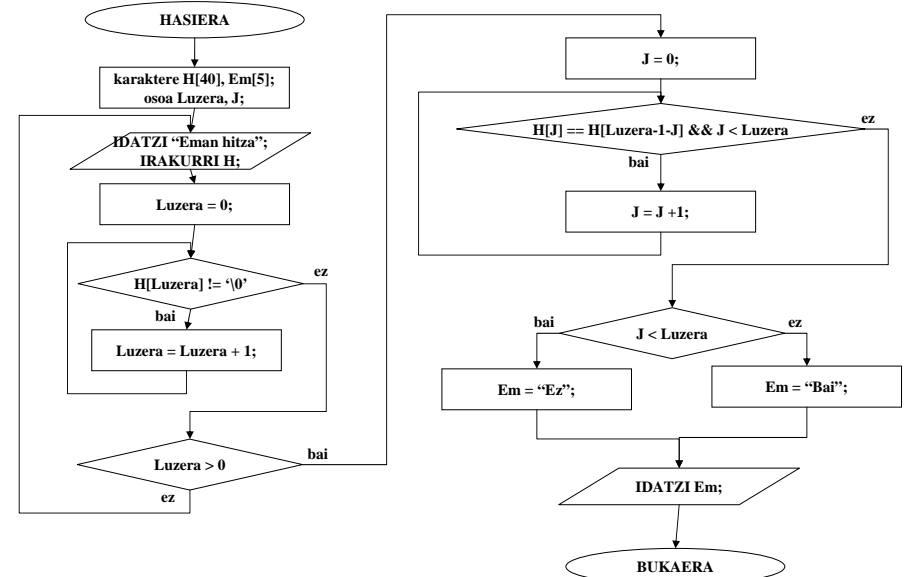 HASIERA
karaktere H[40], Em[5];
osoa Luzera, J;
IDATZI “Eman hitza”;
IRAKURRI H;
Luzera = 0;
H[Luzera] != ‘\0’
ez
bai
Luzera = Luzera + 1;
Luzera > 0
bai
ez
J = 0;
H[J] == H[Luzera-1-J] && J < Luzera
ez
bai
J = J +1;
J < Luzera
bai
ez
Em = “Ez”;
Em = “Bai”;
IDATZI Em;
BUKAERA